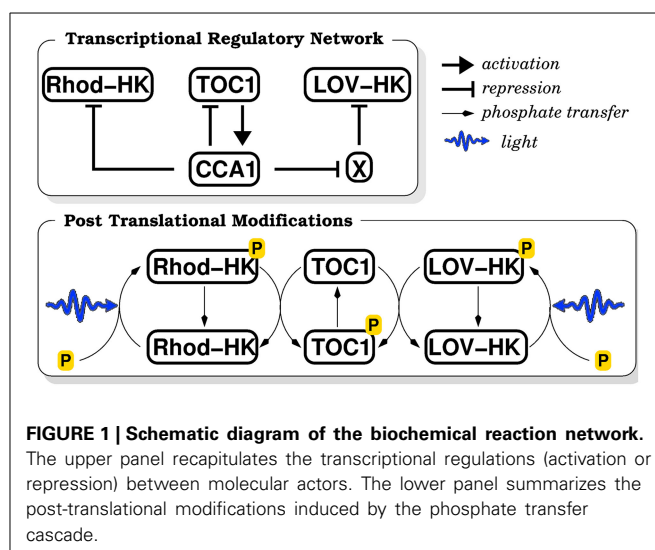 Transcriptional Regulatory Network
Rhod-HK TOC1 LOV-HK
CCA1 X
activation
repression
phosphate transfer
light
Post Translational Modifications
P P
Rhod-HK TOC1 LOV-HK
P
Rhod-HK TOC1 LOV-HK
P P
FIGURE 1 | Schematic diagram of the biochemical reaction network.
The upper panel recapitulates the transcriptional regulations (activation or
repression) between molecular actors. The lower panel summarizes the
post-translational modifications induced by the phosphate transfer
cascade.